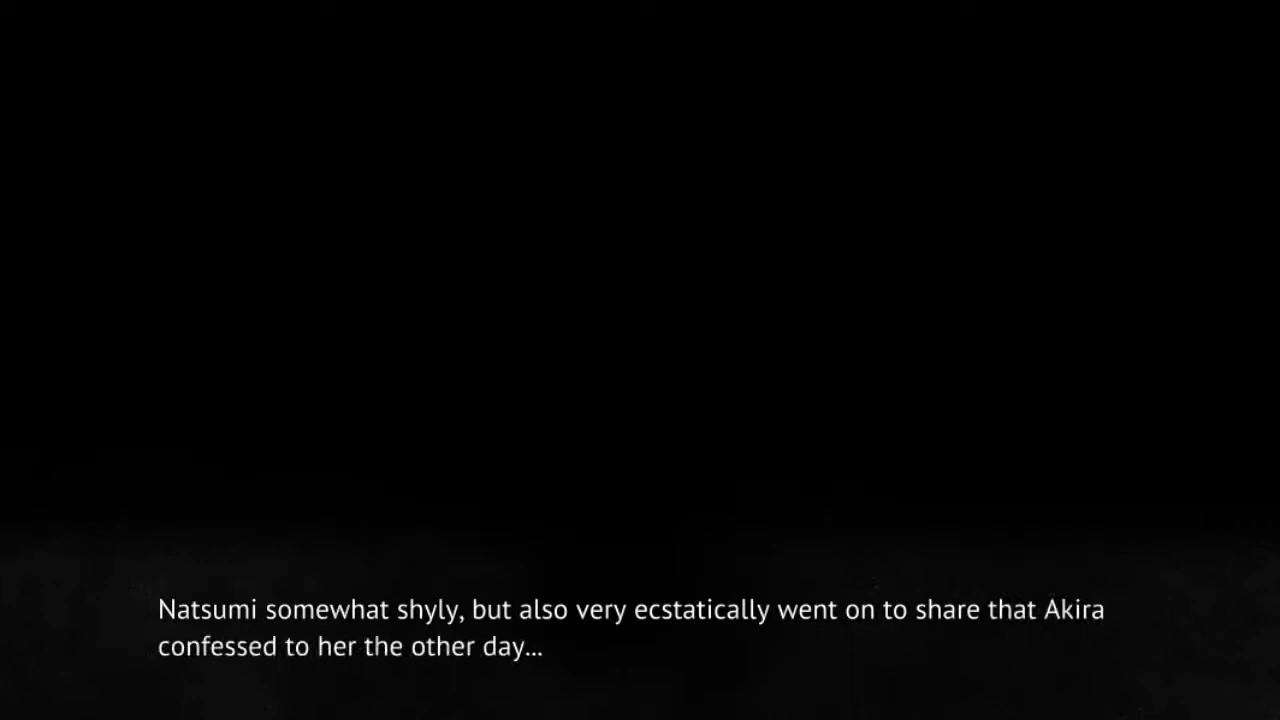 Natsumi somewhat shyly, but also very ecstatically went on to share that Akira
confessed to her the other day...